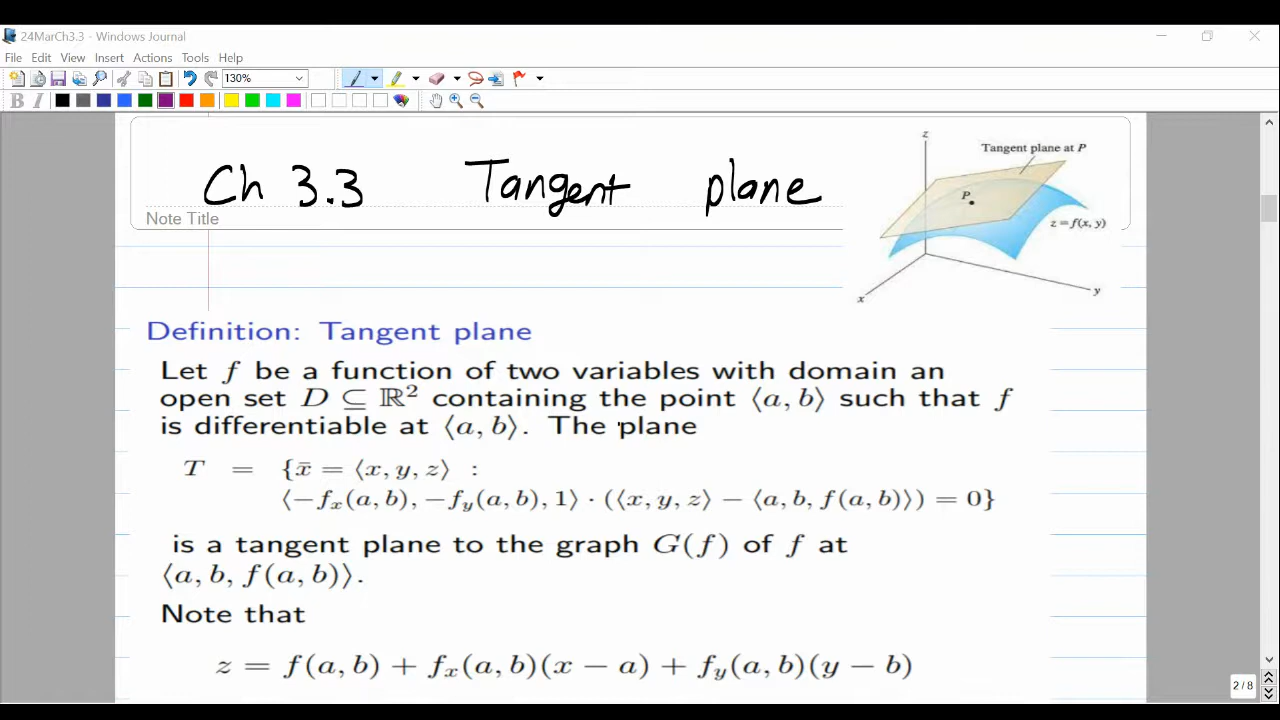 24MarCh3.3 - Windows Journal
File Edit View Insert Actions Tools Help
130%
B I
Ch 3.3 Tangent plane
Note Title
z
Tangent plane at P
P
z = f(x, y)
x
y
Definition: Tangent plane
Let f be a function of two variables with domain an
open set D ⊆ ℝ² containing the point ⟨a, b⟩ such that f
is differentiable at ⟨a, b⟩. The plane
T = {x̄ = ⟨x, y, z⟩ :
⟨−fₓ(a, b), −f_y(a, b), 1⟩ · (⟨x, y, z⟩ − ⟨a, b, f(a, b)⟩) = 0}
is a tangent plane to the graph G(f) of f at
⟨a, b, f(a, b)⟩.
Note that
z = f(a, b) + fₓ(a, b)(x − a) + f_y(a, b)(y − b)
2 / 8